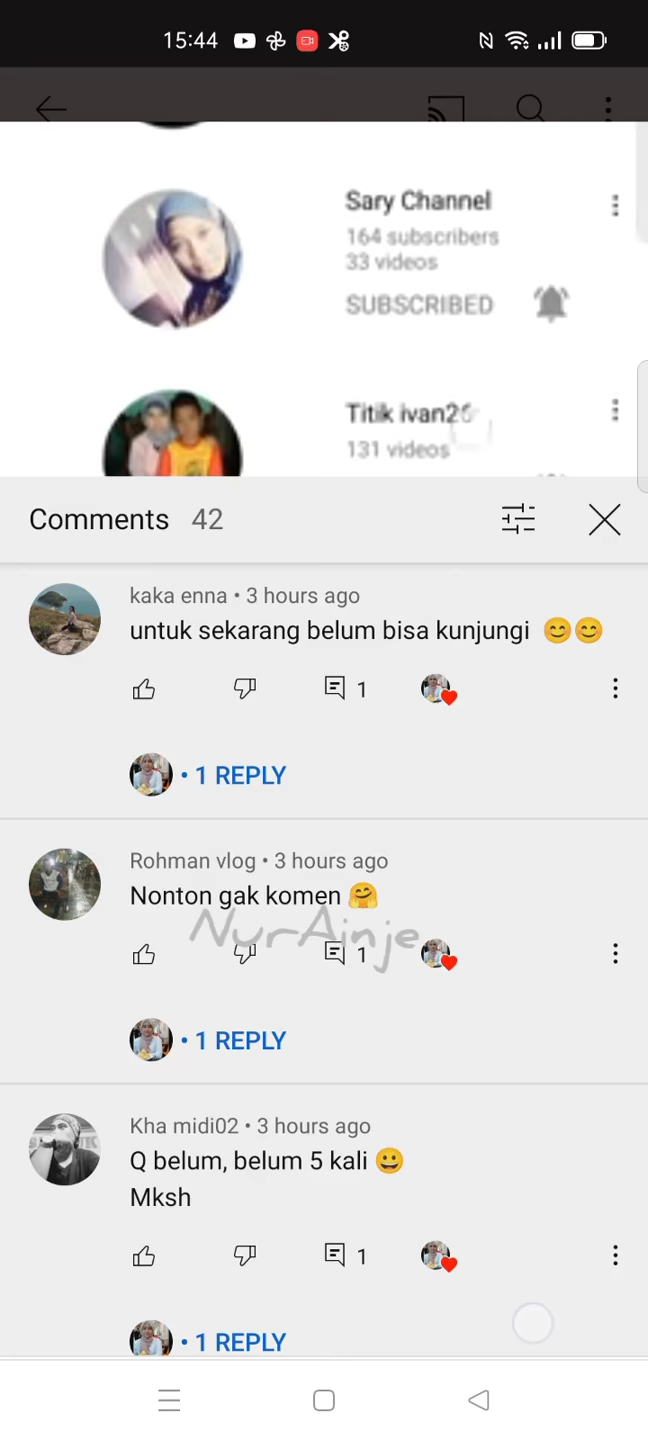 15:44
Sary Channel
164 subscribers
33 videos
SUBSCRIBED
Titik ivan26
131 videos
Comments 42
kaka enna • 3 hours ago
untuk sekarang belum bisa kunjungi 😊😊
1
• 1 REPLY
Rohman vlog • 3 hours ago
Nonton gak komen 🤗
NurAinje
1
• 1 REPLY
Kha midi02 • 3 hours ago
Q belum, belum 5 kali 😀
Mksh
1
• 1 REPLY